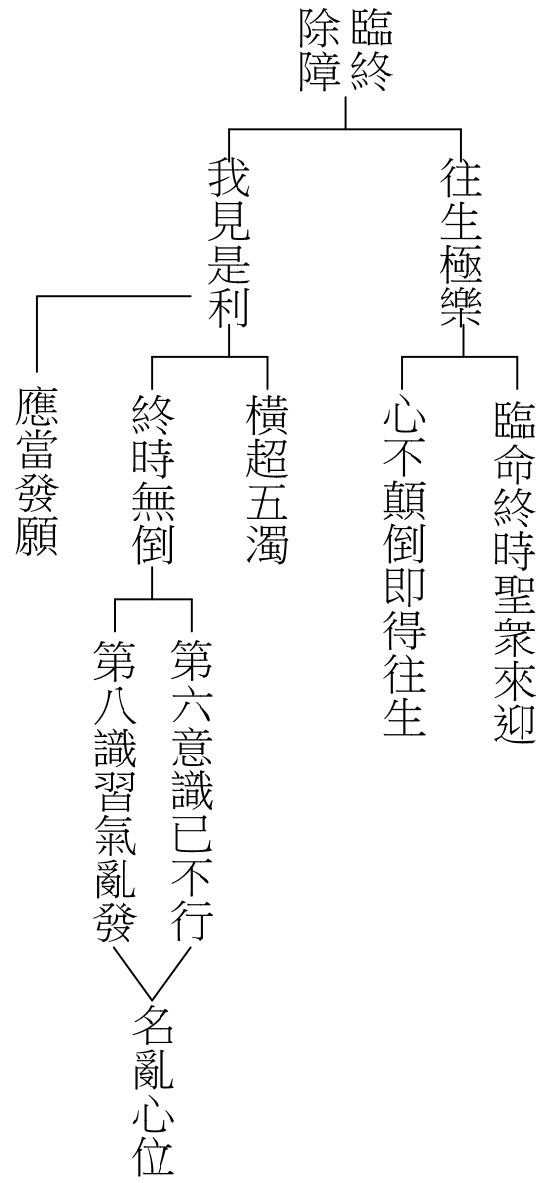 臨終
除障
往生極樂
我見是利
臨命終時聖眾來迎
心不顛倒即得往生
橫超五濁
終時無倒
應當發願
第六意識已不行
第八識習氣亂發
名亂心位